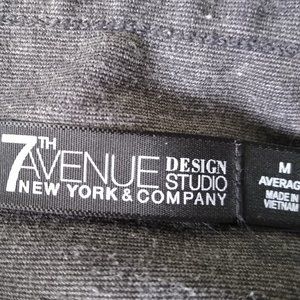 7TH AVENUE DESIGN STUDIO
NEW YORK & COMPANY
M
AVERAGE
MADE IN
VIETNAM